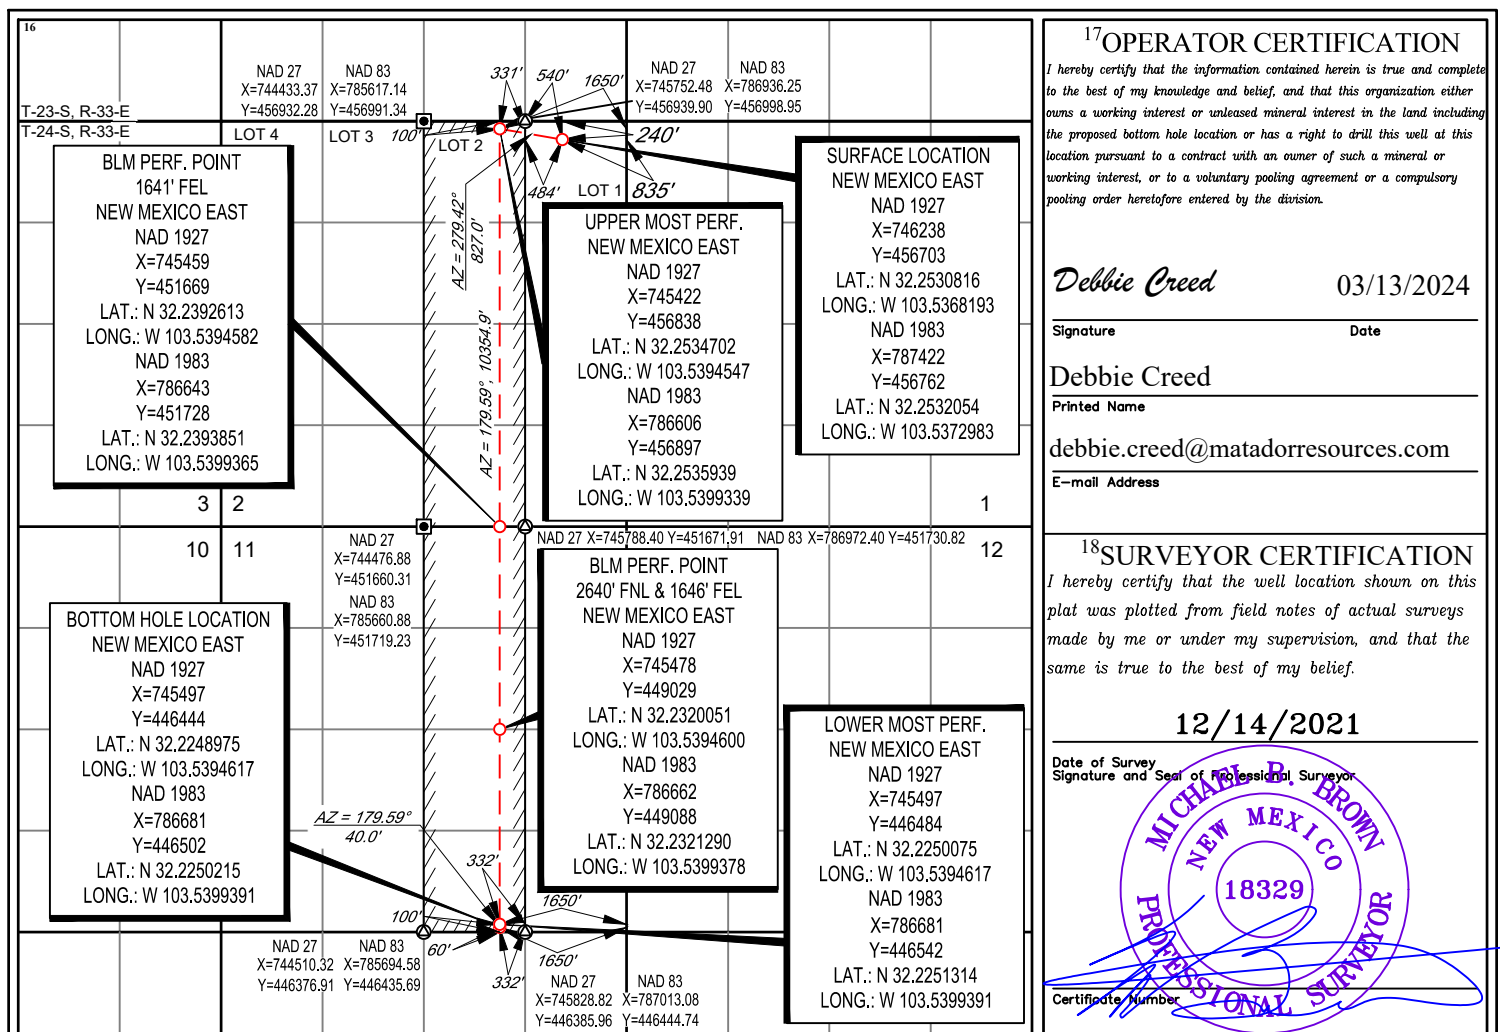 16
NAD 27
X=744433.37
Y=456932.28
NAD 83
X=785617.14
Y=456991.34
331'
540'
1650'
NAD 27
X=745752.48
Y=456939.90
NAD 83
X=786936.25
Y=456998.95
T-23-S, R-33-E
T-24-S, R-33-E
LOT 4
LOT 3
100'
LOT 2
240'
484'
LOT 1
835'
AZ = 279.42°
827.0'
BLM PERF. POINT
1641' FEL
NEW MEXICO EAST
NAD 1927
X=745459
Y=451669
LAT.: N 32.2392613
LONG.: W 103.5394582
NAD 1983
X=786643
Y=451728
LAT.: N 32.2393851
LONG.: W 103.5399365
UPPER MOST PERF.
NEW MEXICO EAST
NAD 1927
X=745422
Y=456838
LAT.: N 32.2534702
LONG.: W 103.5394547
NAD 1983
X=786606
Y=456897
LAT.: N 32.2535939
LONG.: W 103.5399339
SURFACE LOCATION
NEW MEXICO EAST
NAD 1927
X=746238
Y=456703
LAT.: N 32.2530816
LONG.: W 103.5368193
NAD 1983
X=787422
Y=456762
LAT.: N 32.2532054
LONG.: W 103.5372983
AZ = 179.59°, 10354.9'
3
2
1
10
11
12
NAD 27 X=745788.40 Y=451671.91 NAD 83 X=786972.40 Y=451730.82
NAD 27
X=744476.88
Y=451660.31
NAD 83
X=785660.88
Y=451719.23
BLM PERF. POINT
2640' FNL & 1646' FEL
NEW MEXICO EAST
NAD 1927
X=745478
Y=449029
LAT.: N 32.2320051
LONG.: W 103.5394600
NAD 1983
X=786662
Y=449088
LAT.: N 32.2321290
LONG.: W 103.5399378
BOTTOM HOLE LOCATION
NEW MEXICO EAST
NAD 1927
X=745497
Y=446444
LAT.: N 32.2248975
LONG.: W 103.5394617
NAD 1983
X=786681
Y=446502
LAT.: N 32.2250215
LONG.: W 103.5399391
LOWER MOST PERF.
NEW MEXICO EAST
NAD 1927
X=745497
Y=446484
LAT.: N 32.2250075
LONG.: W 103.5394617
NAD 1983
X=786681
Y=446542
LAT.: N 32.2251314
LONG.: W 103.5399391
AZ = 179.59°
40.0'
332'
1650'
100'
60'
332'
1650'
NAD 27
X=744510.32
Y=446376.91
NAD 83
X=785694.58
Y=446435.69
NAD 27
X=745828.82
Y=446385.96
NAD 83
X=787013.08
Y=446444.74
17OPERATOR CERTIFICATION
I hereby certify that the information contained herein is true and complete
to the best of my knowledge and belief, and that this organization either
owns a working interest or unleased mineral interest in the land including
the proposed bottom hole location or has a right to drill this well at this
location pursuant to a contract with an owner of such a mineral or
working interest, or to a voluntary pooling agreement or a compulsory
pooling order heretofore entered by the division.
Debbie Creed 03/13/2024
Signature Date
Debbie Creed
Printed Name
debbie.creed@matadorresources.com
E-mail Address
18SURVEYOR CERTIFICATION
I hereby certify that the well location shown on this
plat was plotted from field notes of actual surveys
made by me or under my supervision, and that the
same is true to the best of my belief.
12/14/2021
Date of Survey
Signature and Seal of Professional Surveyor
MICHAEL B. BROWN
NEW MEXICO
18329
PROFESSIONAL SURVEYOR
Certificate Number